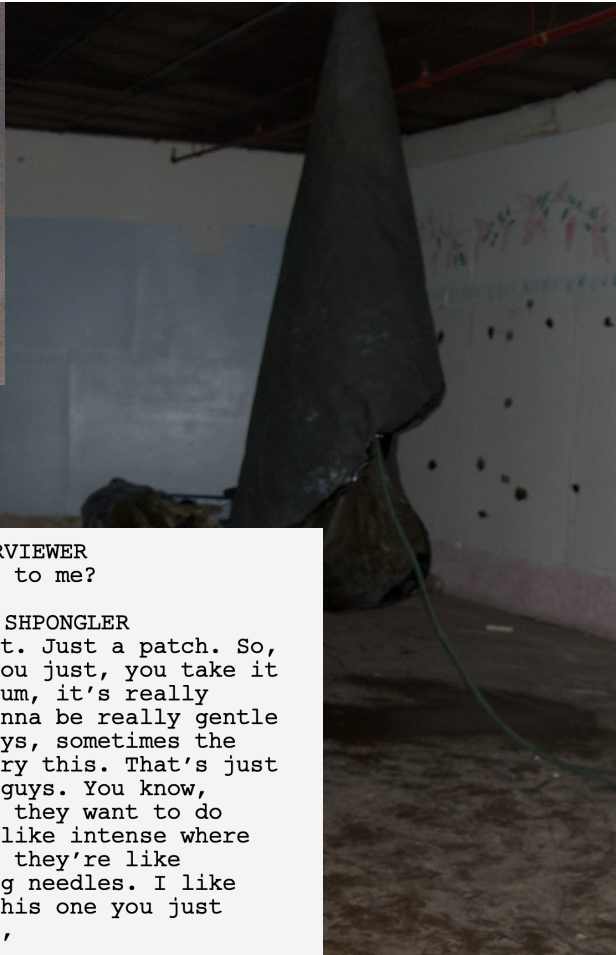 RVIEWER
to me?
SHPONGLER
t. Just a patch. So,
ou just, you take it
um, it's really
nna be really gentle
ys, sometimes the
ry this. That's just
guys. You know,
they want to do
like intense where
they're like
g needles. I like
his one you just
,